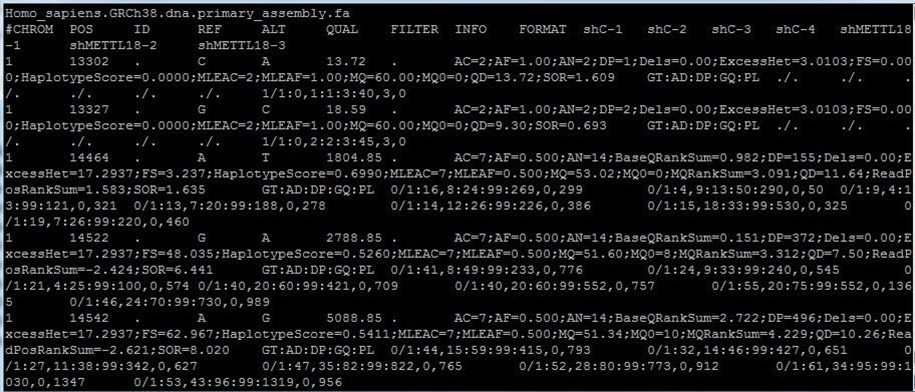 Homo_sapiens.GRCh38.dna.primary_assembly.fa
#CHROM POS ID REF ALT QUAL FILTER INFO FORMAT shC-1 shC-2 shC-3 shC-4 shMETTL18
-1 shMETTL18-2 shMETTL18-3
1 13302 . C A 13.72 . AC=2;AF=1.00;AN=2;DP=1;Dels=0.00;ExcessHet=3.0103;FS=0.00
0;HaplotypeScore=0.0000;MLEAC=2;MLEAF=1.00;MQ=60.00;MQ0=0;QD=13.72;SOR=1.609 GT:AD:DP:GQ:PL ./. ./
/. ./. ./. ./. 1/1:0,1:1:3:40,3,0
1 13327 . G C 18.59 . AC=2;AF=1.00;AN=2;DP=2;Dels=0.00;ExcessHet=3.0103;FS=0.00
0;HaplotypeScore=0.0000;MLEAC=2;MLEAF=1.00;MQ=60.00;MQ0=0;QD=9.30;SOR=0.693 GT:AD:DP:GQ:PL ./. ./.
/. ./. ./. ./. 1/1:0,2:2:3:45,3,0
1 14464 . A T 1804.85 . AC=7;AF=0.500;AN=14;BaseQRankSum=0.982;DP=155;Dels=0.00;E
xcessHet=17.2937;FS=3.237;HaplotypeScore=0.6990;MLEAC=7;MLEAF=0.500;MQ=53.02;MQ0=0;MQRankSum=3.091;QD=11.64;ReadP
osRankSum=1.583;SOR=1.635 GT:AD:DP:GQ:PL 0/1:16,8:24:99:269,0,299 0/1:4,9:13:50:290,0,50 0/1:9,4:1
3:99:121,0,321 0/1:13,7:20:99:188,0,278 0/1:14,12:26:99:226,0,386 0/1:15,18:33:99:530,0,325 0
/1:19,7:26:99:220,0,460
1 14522 . G A 2788.85 . AC=7;AF=0.500;AN=14;BaseQRankSum=0.151;DP=372;Dels=0.00;E
xcessHet=17.2937;FS=48.035;HaplotypeScore=0.5260;MLEAC=7;MLEAF=0.500;MQ=51.60;MQ0=8;MQRankSum=3.312;QD=7.50;ReadP
osRankSum=-2.424;SOR=6.441 GT:AD:DP:GQ:PL 0/1:41,8:49:99:233,0,776 0/1:24,9:33:99:240,0,545 0
/1:21,4:25:99:100,0,574 0/1:40,20:60:99:421,0,709 0/1:40,20:60:99:552,0,757 0/1:55,20:75:99:552,0,136
5 0/1:46,24:70:99:730,0,989
1 14542 . A G 5088.85 . AC=7;AF=0.500;AN=14;BaseQRankSum=2.722;DP=496;Dels=0.00;E
xcessHet=17.2937;FS=62.967;HaplotypeScore=0.5411;MLEAC=7;MLEAF=0.500;MQ=51.34;MQ0=10;MQRankSum=4.229;QD=10.26;Rea
dPosRankSum=-2.621;SOR=8.020 GT:AD:DP:GQ:PL 0/1:44,15:59:99:415,0,793 0/1:32,14:46:99:427,0,651 0
/1:27,11:38:99:342,0,627 0/1:47,35:82:99:822,0,765 0/1:52,28:80:99:773,0,912 0/1:61,34:95:99:1
030,0,1347 0/1:53,43:96:99:1319,0,956